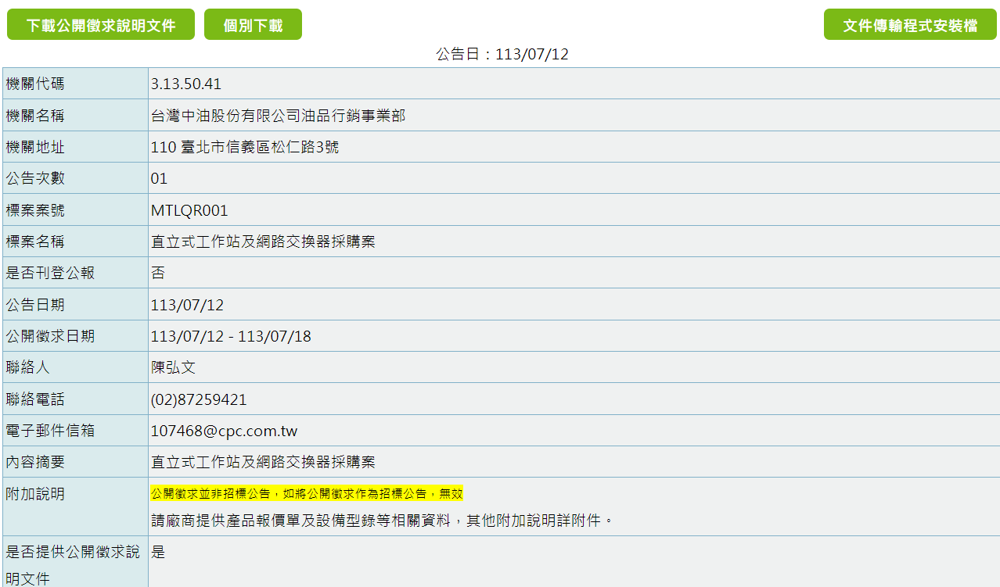 下載公開徵求說明文件 個別下載 文件傳輸程式安裝檔
公告日：113/07/12
機關代碼 3.13.50.41
機關名稱 台灣中油股份有限公司油品行銷事業部
機關地址 110 臺北市信義區松仁路3號
公告次數 01
標案案號 MTLQR001
標案名稱 直立式工作站及網路交換器採購案
是否刊登公報 否
公告日期 113/07/12
公開徵求日期 113/07/12 - 113/07/18
聯絡人 陳弘文
聯絡電話 (02)87259421
電子郵件信箱 107468@cpc.com.tw
內容摘要 直立式工作站及網路交換器採購案
附加說明 公開徵求並非招標公告，如將公開徵求作為招標公告，無效
請廠商提供產品報價單及設備型錄等相關資料，其他附加說明詳附件。
是否提供公開徵求說 是
明文件